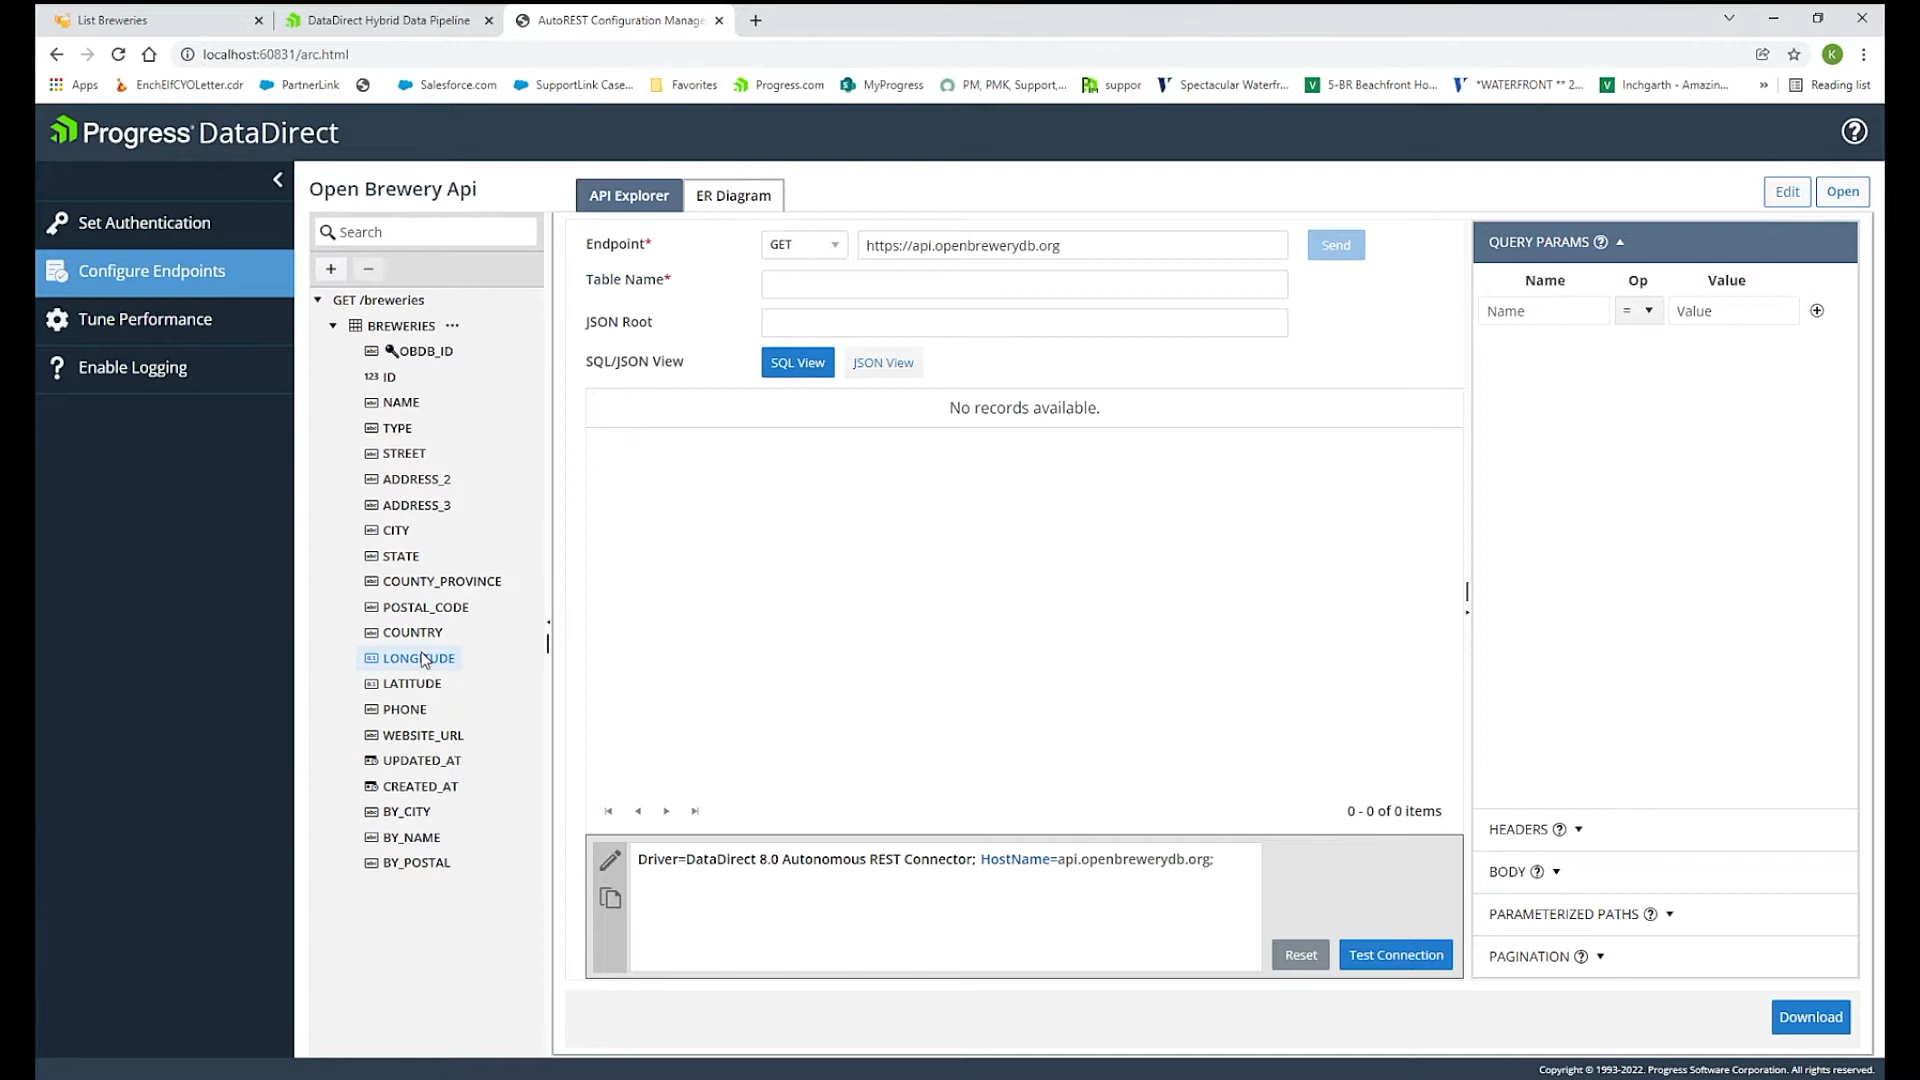 List Breweries
DataDirect Hybrid Data Pipeline
AutoREST Configuration Manage
localhost:60831/arc.html
K
Apps
EnchElfCYOLetter.cdr
PartnerLink
Salesforce.com
SupportLink Case...
Favorites
Progress.com
MyProgress
PM, PMK, Support,...
suppor
Spectacular Waterfr...
5-BR Beachfront Ho...
*WATERFRONT ** 2...
Inchgarth - Amazin...
»
Reading list
Progress DataDirect
Set Authentication
Configure Endpoints
Tune Performance
Enable Logging
Open Brewery Api
Search
+
−
GET /breweries
BREWERIES ...
OBDB_ID
123 ID
NAME
TYPE
STREET
ADDRESS_2
ADDRESS_3
CITY
STATE
COUNTY_PROVINCE
POSTAL_CODE
COUNTRY
LONGITUDE
LATITUDE
PHONE
WEBSITE_URL
UPDATED_AT
CREATED_AT
BY_CITY
BY_NAME
BY_POSTAL
API Explorer
ER Diagram
Edit
Open
Endpoint*
GET
https://api.openbrewerydb.org
Send
Table Name*
JSON Root
SQL/JSON View
SQL View
JSON View
No records available.
0 - 0 of 0 items
Driver=DataDirect 8.0 Autonomous REST Connector; HostName=api.openbrewerydb.org;
Reset
Test Connection
QUERY PARAMS
Name
Op
Value
Name
=
Value
HEADERS
BODY
PARAMETERIZED PATHS
PAGINATION
Download
Copyright © 1993-2022. Progress Software Corporation. All rights reserved.